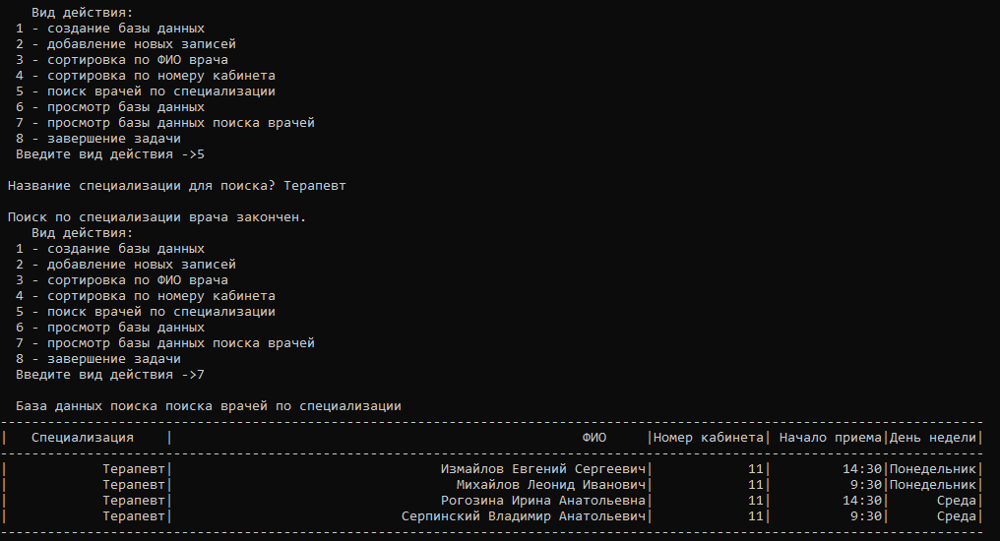 Вид действия:
1 - создание базы данных
2 - добавление новых записей
3 - сортировка по ФИО врача
4 - сортировка по номеру кабинета
5 - поиск врачей по специализации
6 - просмотр базы данных
7 - просмотр базы данных поиска врачей
8 - завершение задачи
Введите вид действия ->5
Название специализации для поиска? Терапевт
Поиск по специализации врача закончен.
Вид действия:
1 - создание базы данных
2 - добавление новых записей
3 - сортировка по ФИО врача
4 - сортировка по номеру кабинета
5 - поиск врачей по специализации
6 - просмотр базы данных
7 - просмотр базы данных поиска врачей
8 - завершение задачи
Введите вид действия ->7
База данных поиска поиска врачей по специализации
-----------------------------------------------------------------------------------------------------------------------------
|   Специализация    |                                                    ФИО     |Номер кабинета| Начало приема|День недели|
-----------------------------------------------------------------------------------------------------------------------------
|            Терапевт|                                  Измайлов Евгений Сергеевич|            11|         14:30|Понедельник|
|            Терапевт|                                    Михайлов Леонид Иванович|            11|          9:30|Понедельник|
|            Терапевт|                                  Рогозина Ирина Анатольевна|            11|         14:30|      Среда|
|            Терапевт|                             Серпинский Владимир Анатольевич|            11|          9:30|      Среда|
-----------------------------------------------------------------------------------------------------------------------------